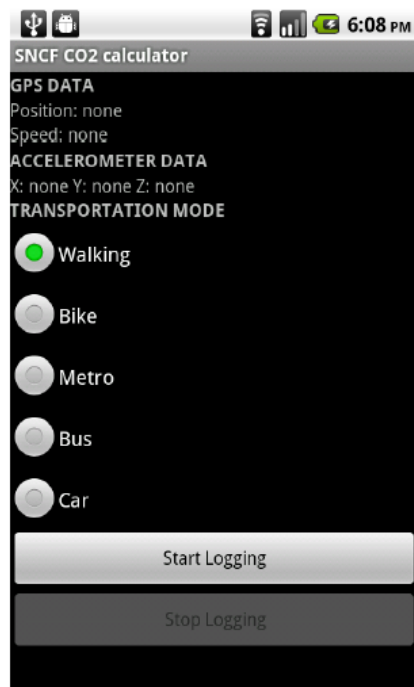 6:08 PM
SNCF CO2 calculator
GPS DATA
Position: none
Speed: none
ACCELEROMETER DATA
X: none Y: none Z: none
TRANSPORTATION MODE
Walking
Bike
Metro
Bus
Car
Start Logging
Stop Logging